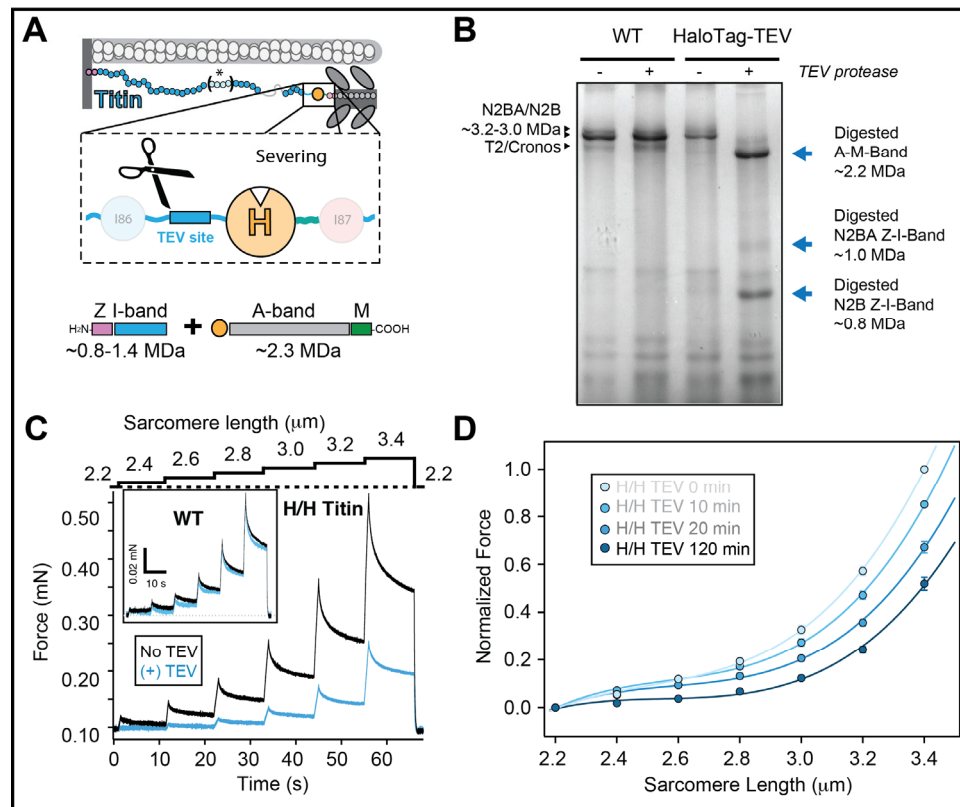 A
*
( )
Titin
Severing
I86
TEV site
H
I87
Z I-band
A-band
M
H₂N
+
COOH
~0.8-1.4 MDa
~2.3 MDa
B
WT HaloTag-TEV
- + - + TEV protease
N2BA/N2B
~3.2-3.0 MDa
T2/Cronos
Digested
A-M-Band
~2.2 MDa
Digested
N2BA Z-I-Band
~1.0 MDa
Digested
N2B Z-I-Band
~0.8 MDa
C
Sarcomere length (μm)
2.2 2.4 2.6 2.8 3.0 3.2 3.4 2.2
H/H Titin
WT
0.02 mN
10 s
No TEV
(+) TEV
Force (mN)
0.50
0.40
0.30
0.20
0.10
0 10 20 30 40 50 60
Time (s)
D
H/H TEV 0 min
H/H TEV 10 min
H/H TEV 20 min
H/H TEV 120 min
Normalized Force
1.0
0.8
0.6
0.4
0.2
0.0
2.2 2.4 2.6 2.8 3.0 3.2 3.4
Sarcomere Length (μm)